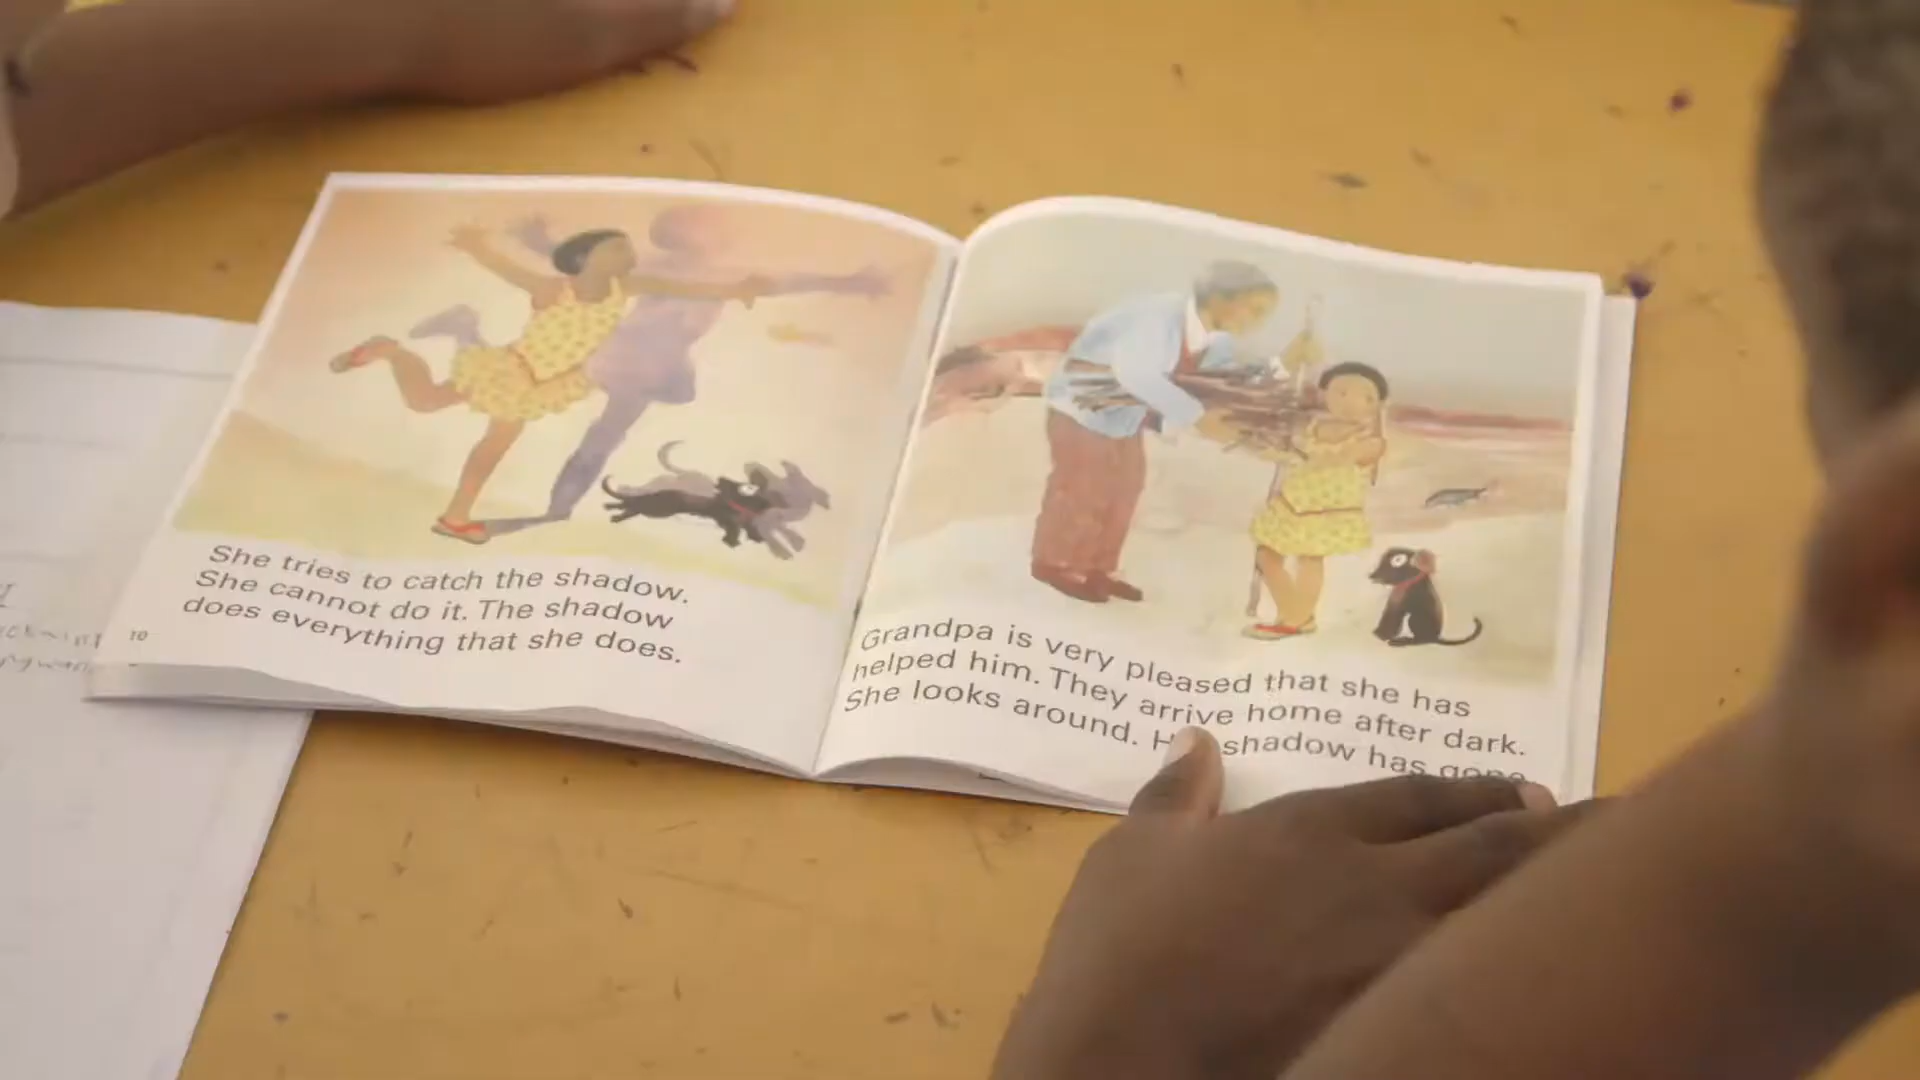 She tries to catch the shadow.
She cannot do it. The shadow
does everything that she does.
10
Grandpa is very pleased that she has
helped him. They arrive home after dark.
She looks around. shadow has gone